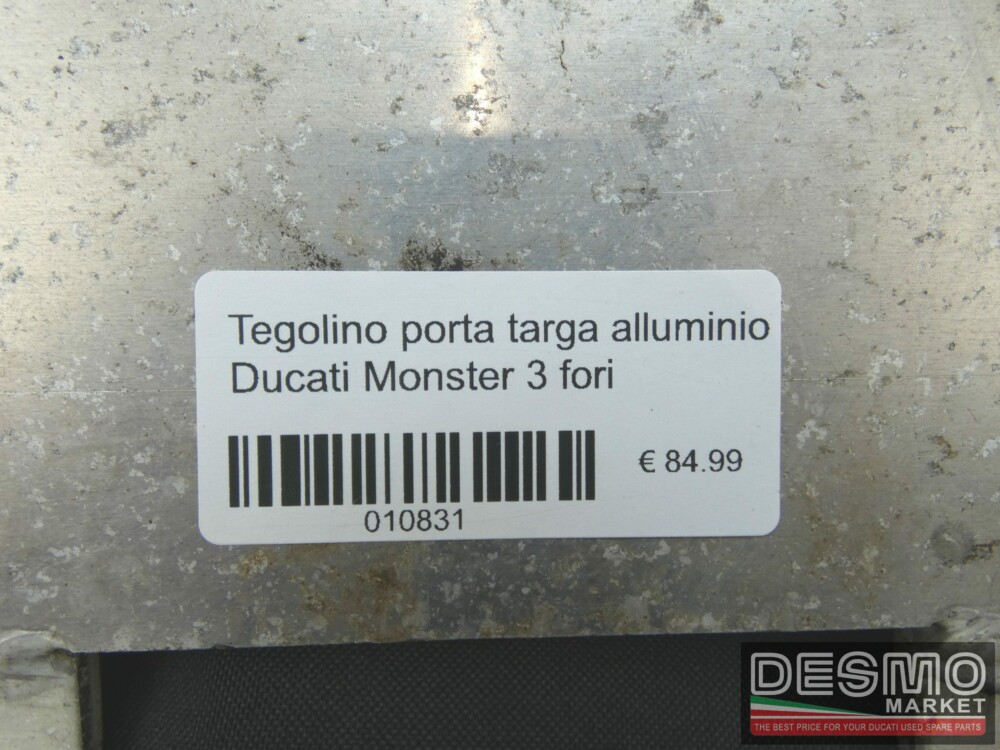 Tegolino porta targa alluminio
Ducati Monster 3 fori
€ 84.99
010831
DESMO
MARKET
THE BEST PRICE FOR YOUR DUCATI USED SPARE PARTS